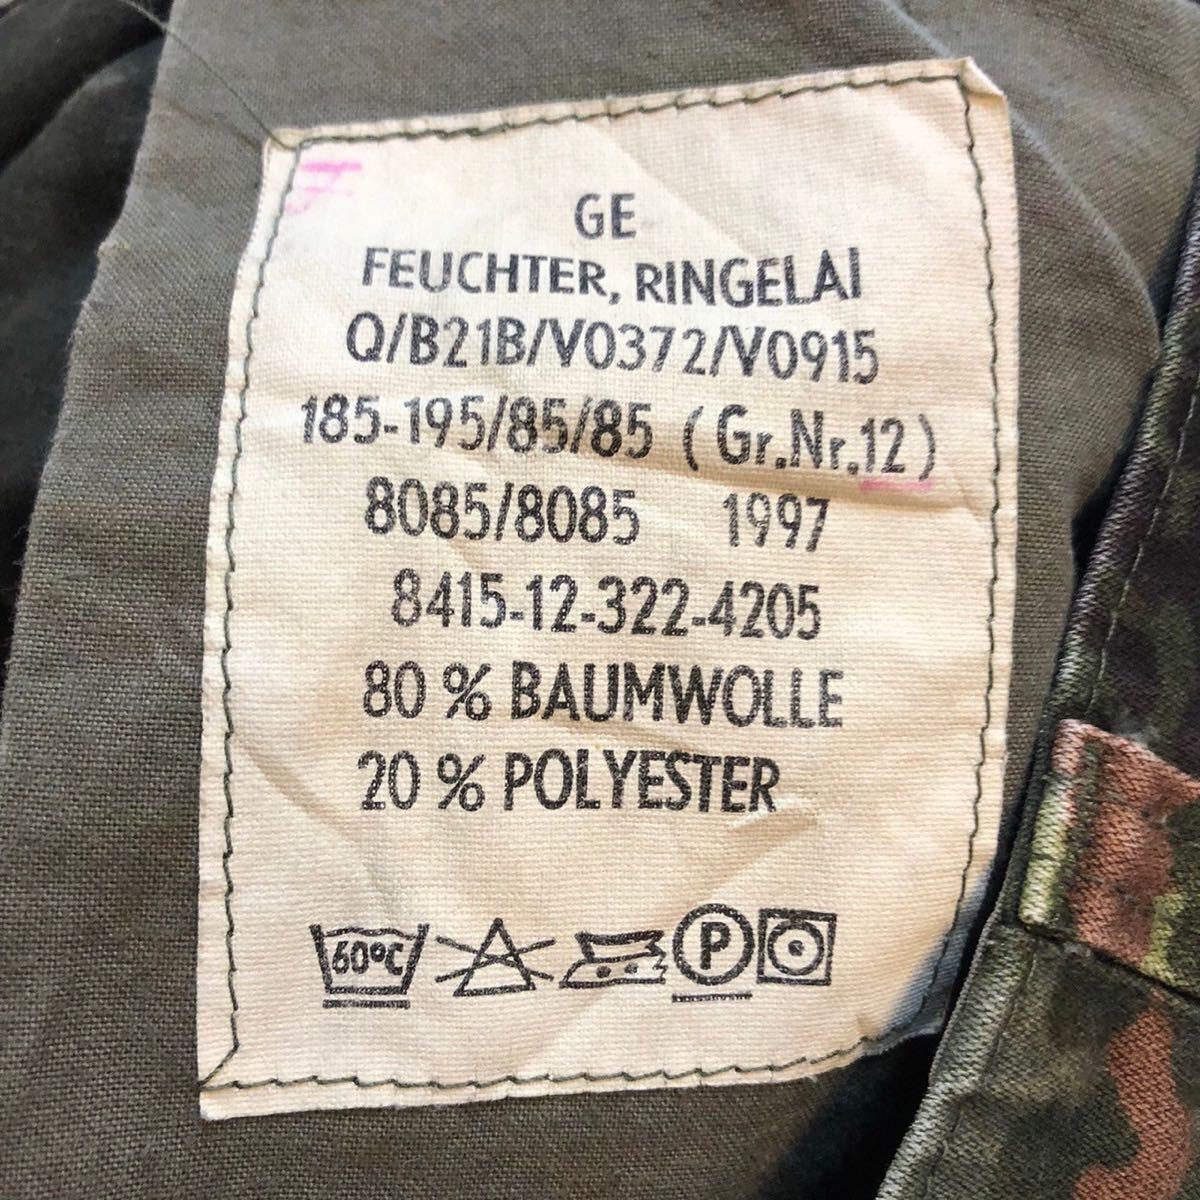 GE
FEUCHTER, RINGELAI
Q/B21B/V0372/V0915
185-195/85/85 (Gr.Nr.12)
8085/8085 1997
8415-12-322-4205
80 % BAUMWOLLE
20 % POLYESTER
60°C P